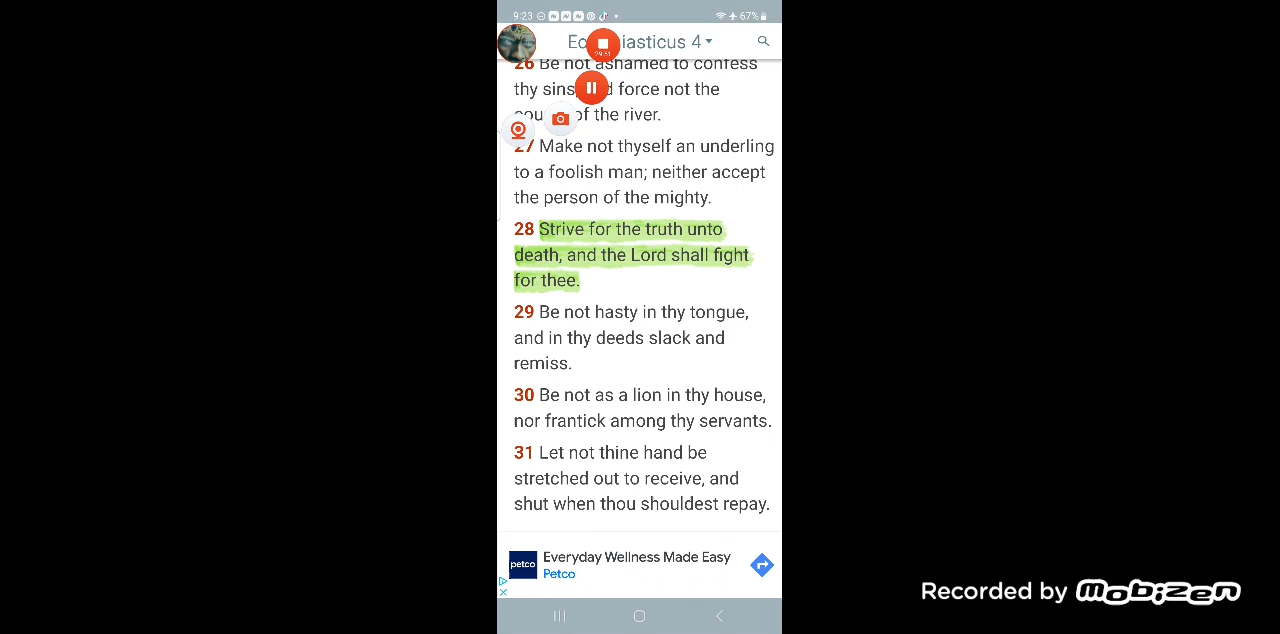 9:23
67%
Ecclesiasticus 4
29:51
26 Be not ashamed to confess
thy sins, force not the
of the river.
27 Make not thyself an underling
to a foolish man; neither accept
the person of the mighty.
28 Strive for the truth unto
death, and the Lord shall fight
for thee.
29 Be not hasty in thy tongue,
and in thy deeds slack and
remiss.
30 Be not as a lion in thy house,
nor frantick among thy servants.
31 Let not thine hand be
stretched out to receive, and
shut when thou shouldest repay.
petco
Everyday Wellness Made Easy
Petco
Recorded by mobizen